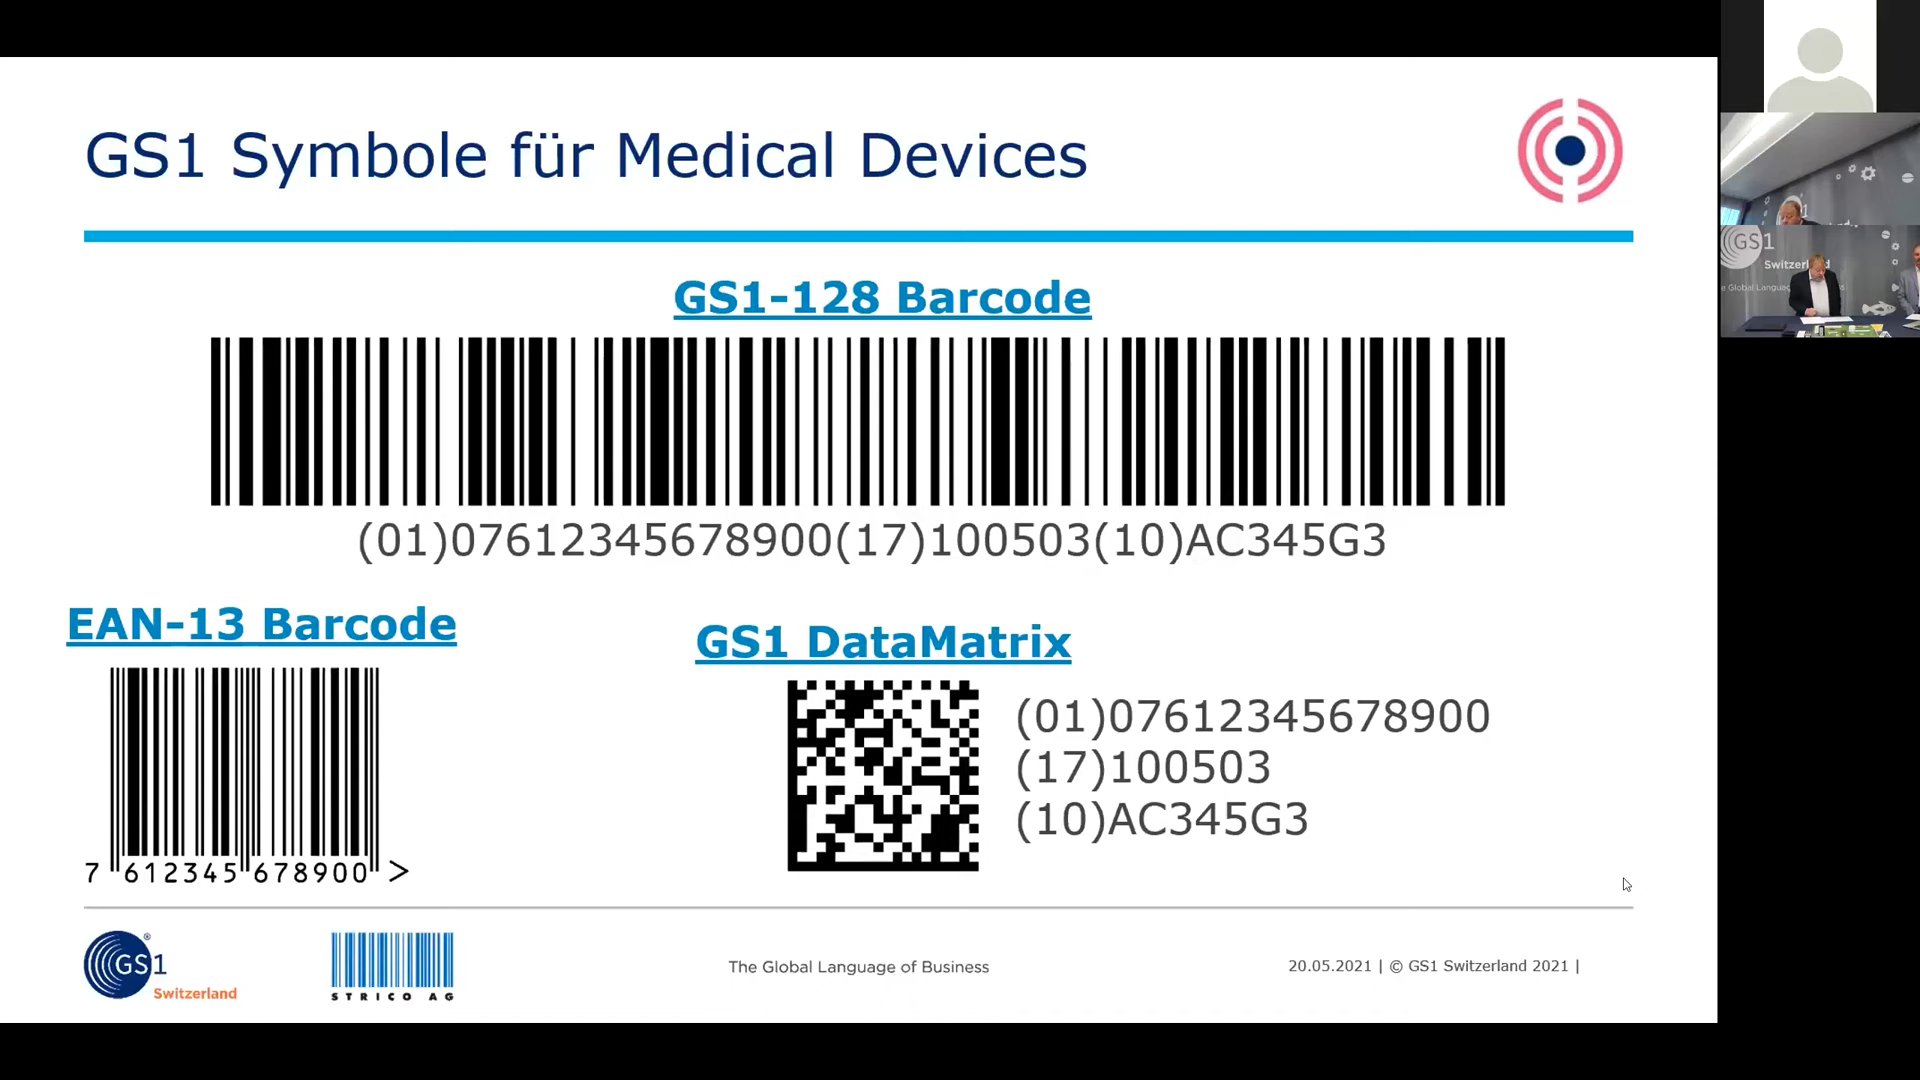 GS1 Symbole für Medical Devices
GS1-128 Barcode
(01)07612345678900(17)100503(10)AC345G3
EAN-13 Barcode
7 612345 678900 >
GS1 DataMatrix
(01)07612345678900
(17)100503
(10)AC345G3
GS1
®
Switzerland
STRICO AG
The Global Language of Business
20.05.2021 | © GS1 Switzerland 2021 |
GS1